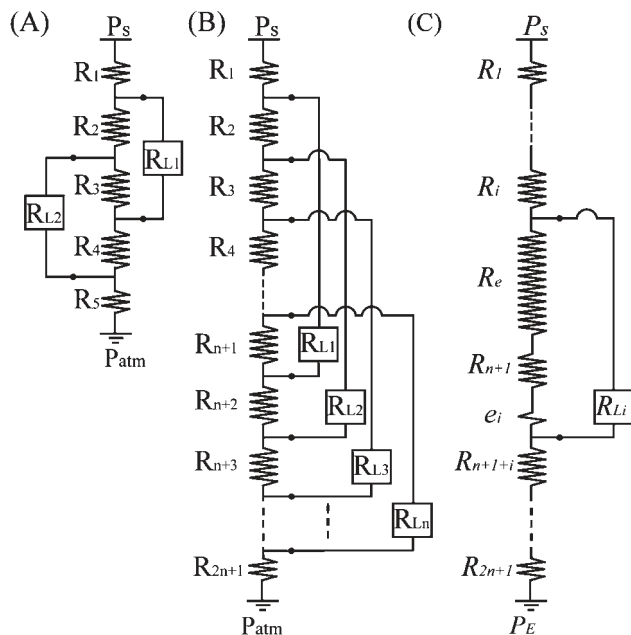 (A)
Ps
R1
R2
RL1
R3
RL2
R4
R5
Patm
(B)
Ps
R1
R2
R3
R4
Rn+1
RL1
Rn+2
RL2
Rn+3
RL3
RLn
R2n+1
Patm
(C)
Ps
R1
Ri
Re
Rn+1
ei
RLi
Rn+1+i
R2n+1
PE